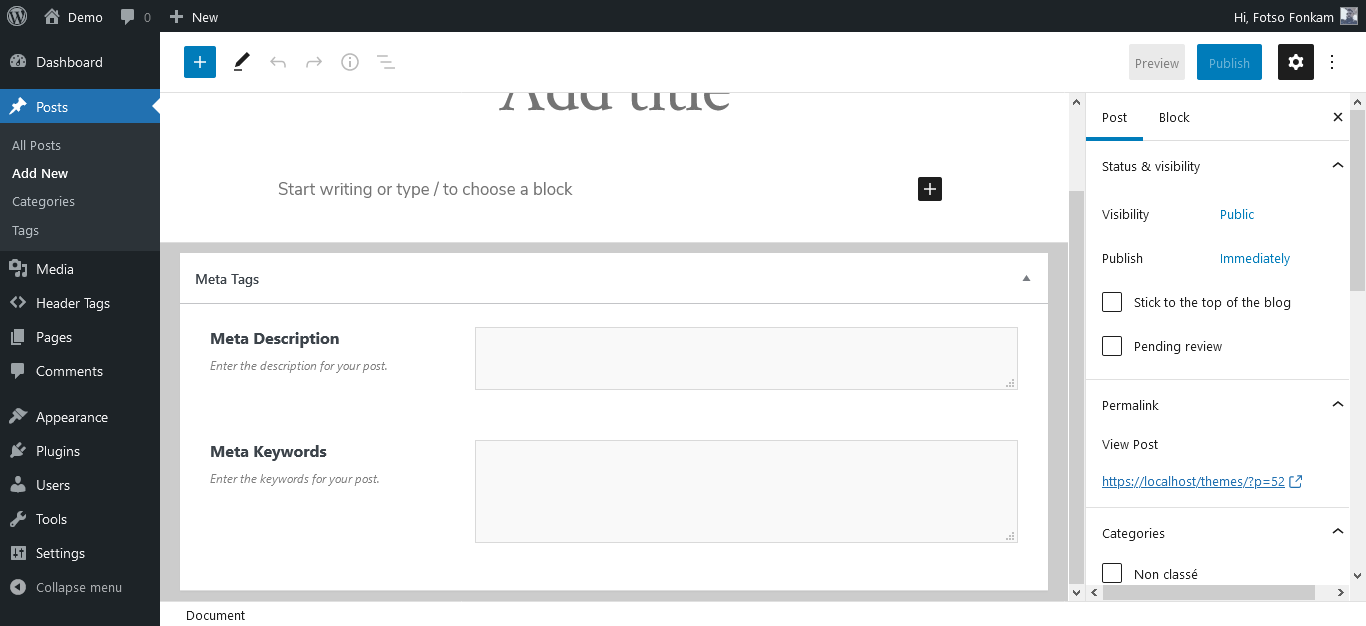 Demo 0 New Hi, Fotso Fonkam
Dashboard
Posts
All Posts
Add New
Categories
Tags
Media
Header Tags
Pages
Comments
Appearance
Plugins
Users
Tools
Settings
Collapse menu
Preview Publish
Add title
Start writing or type / to choose a block
Meta Tags
Meta Description
Enter the description for your post.
Meta Keywords
Enter the keywords for your post.
Document
Post Block
Status & visibility
Visibility Public
Publish Immediately
Stick to the top of the blog
Pending review
Permalink
View Post
https://localhost/themes/?p=52
Categories
Non classé